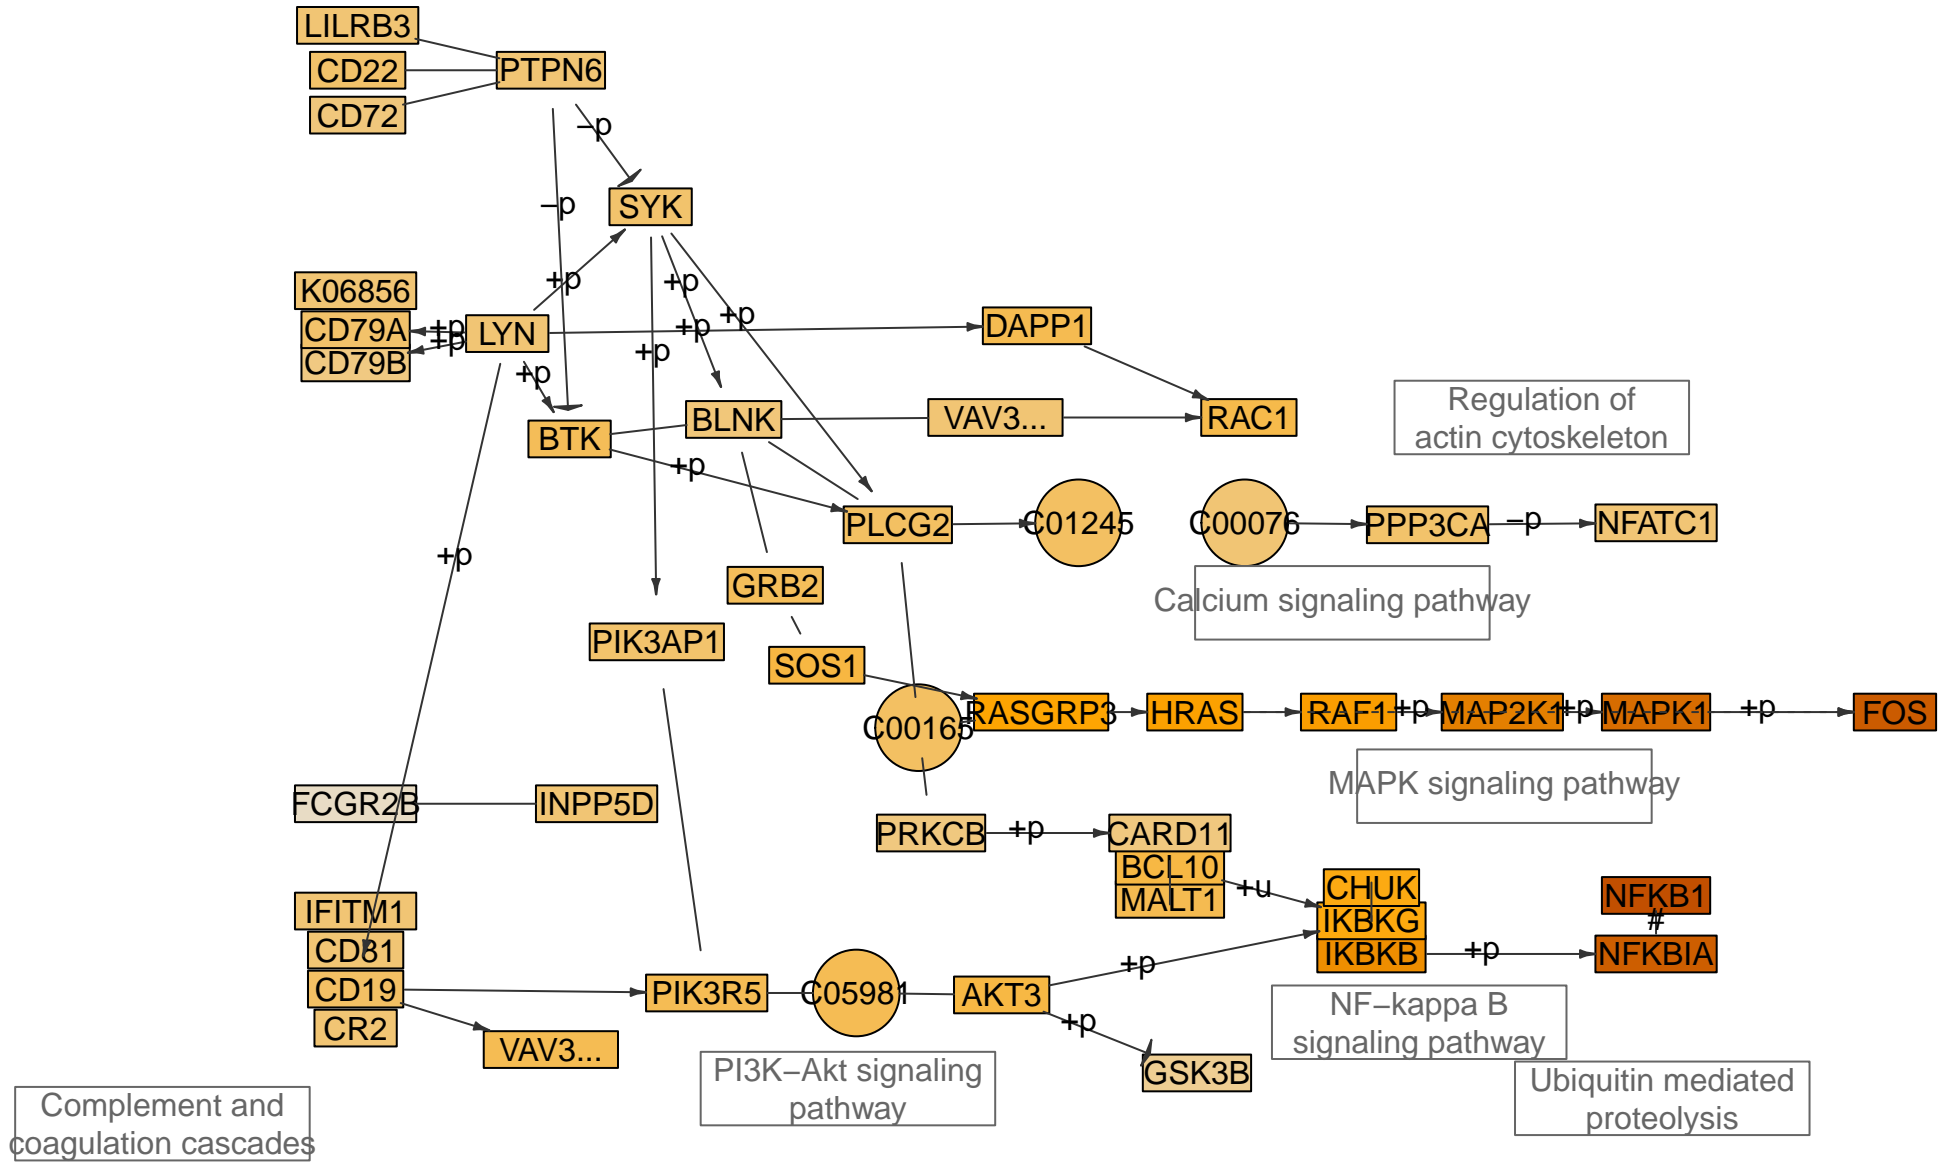 LILRB3
CD22
PTPN6
CD72
–p
SYK
–p
K06856
+p
+p
CD79A
+p
LYN
+p
+p
DAPP1
+p
CD79B
+p
+p
BTK
BLNK
VAV3...
RAC1
Regulation of
actin cytoskeleton
+p
PLCG2
C01245
C00076
PPP3CA
–p
NFATC1
+p
GRB2
Calcium signaling pathway
PIK3AP1
SOS1
C00165
RASGRP3
HRAS
RAF1
+p
MAP2K1
+p
MAPK1
+p
FOS
MAPK signaling pathway
FCGR2B
INPP5D
PRKCB
+p
CARD11
BCL10
MALT1
+u
CHUK
IKBKG
IKBKB
NFKB1
#
+p
NFKBIA
IFITM1
CD81
CD19
CR2
PIK3R5
C05981
AKT3
+p
+p
VAV3...
GSK3B
NF–kappa B
signaling pathway
PI3K–Akt signaling
pathway
Ubiquitin mediated
proteolysis
Complement and
coagulation cascades